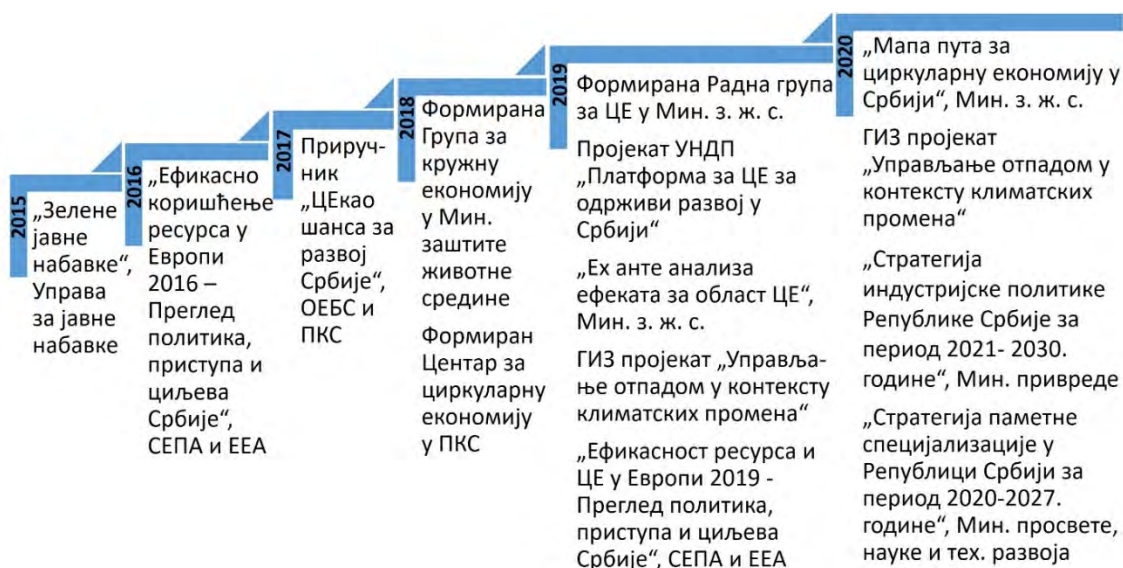 2015
„Зелене
јавне
набавке“,
Управа
за јавне
набавке
2016
„Ефикасно
коришћење
ресурса у
Европи
2016 –
Преглед
политика,
приступа и
циљева
Србије“,
СЕПА и ЕЕА
2017
Прируч-
ник
„ЦЕкао
шанса за
развој
Србије“,
ОЕБС и
ПКС
2018
Формирана
Група за
кружну
економију
у Мин.
заштите
животне
средине
Формиран
Центар за
циркуларну
економију
у ПКС
2019
Формирана Радна група
за ЦЕ у Мин. з. ж. с.
Пројекат УНДП
„Платформа за ЦЕ за
одрживи развој у
Србији“
„Ex анте анализа
ефеката за област ЦЕ“,
Мин. з. ж. с.
ГИЗ пројекат „Управља-
ње отпадом у контексту
климатских промена“
„Ефикасност ресурса и
ЦЕ у Европи 2019 -
Преглед политика,
приступа и циљева
Србије“, СЕПА и ЕЕА
2020
„Мапа пута за
циркуларну економију у
Србији“, Мин. з. ж. с.
ГИЗ пројекат
„Управљање отпадом у
контексту климатских
промена“
„Стратегија
индустријске политике
Републике Србије за
период 2021- 2030.
године“, Мин. привреде
„Стратегија паметне
специјализације у
Републици Србији за
период 2020-2027.
године“, Мин. просвете,
науке и тех. развоја